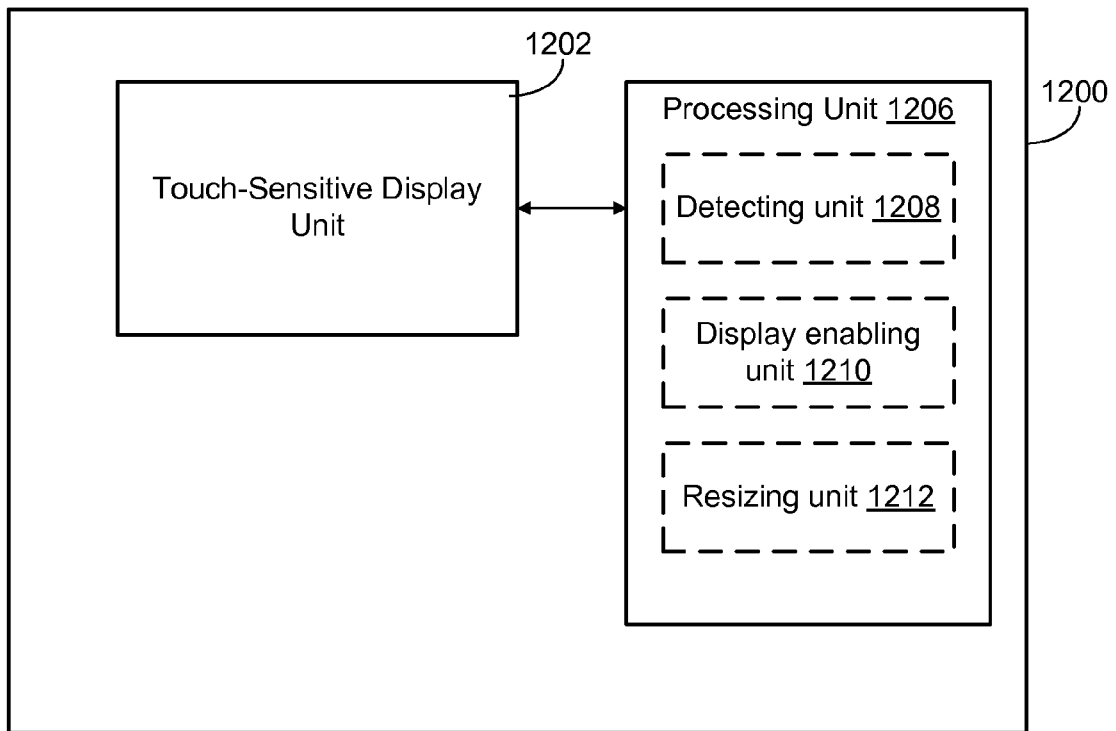 1202
1200
Touch-Sensitive Display
Unit
Processing Unit 1206
Detecting unit 1208
Display enabling
unit 1210
Resizing unit 1212